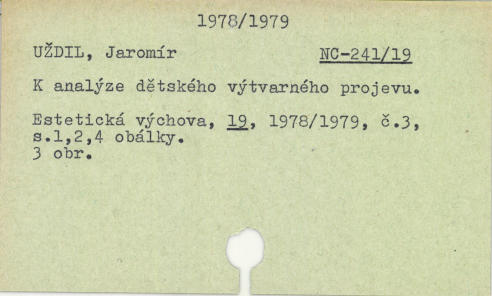 1978/1979
UŽDIL, Jaromír NC-241/19
K analýze dětského výtvarného projevu.
Estetická výchova, 19, 1978/1979, č.3,
s.1,2,4 obálky.
3 obr.